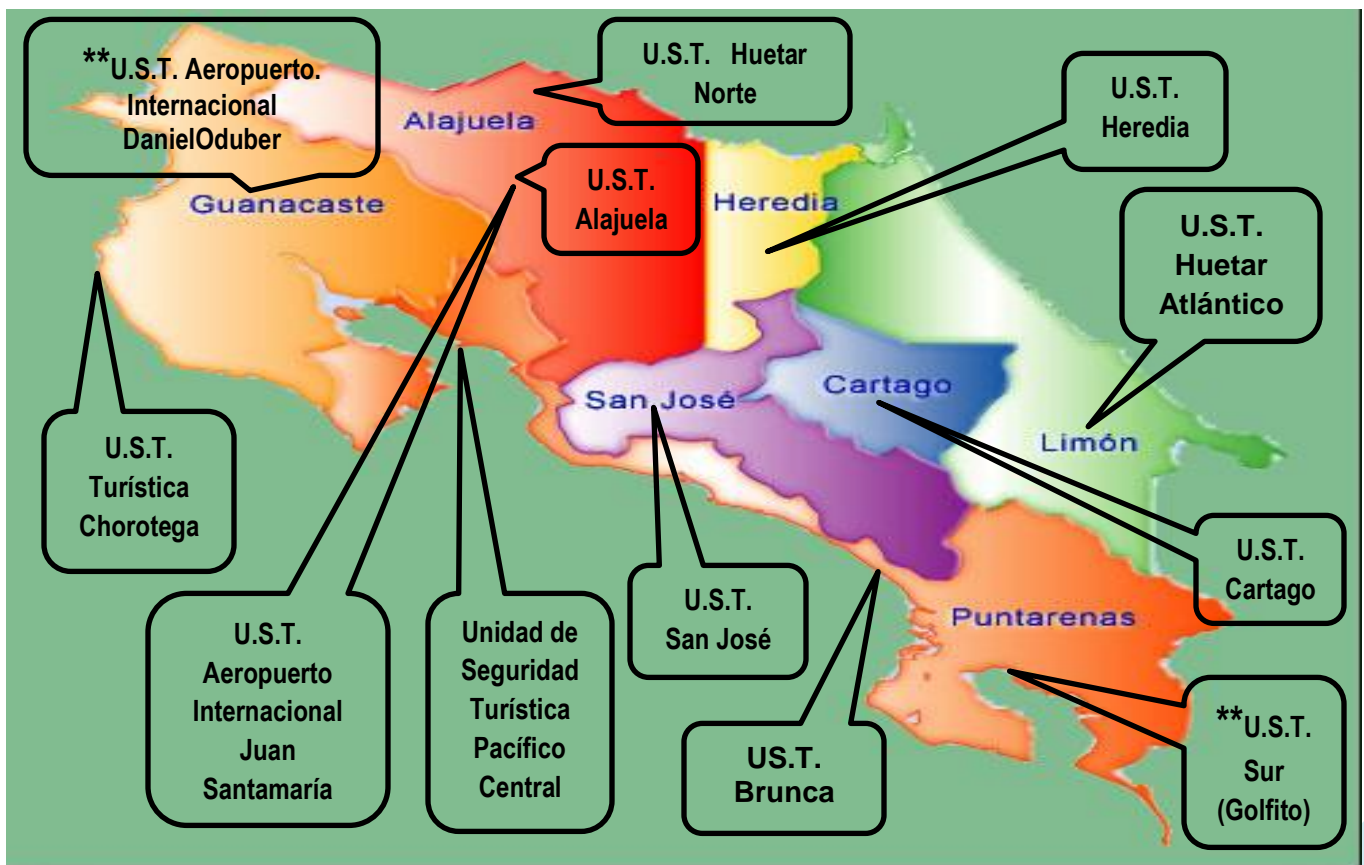 **U.S.T. Aeropuerto.
Internacional
DanielOduber
U.S.T. Huetar
Norte
U.S.T.
Heredia
Alajuela
U.S.T.
Alajuela
Guanacaste
Heredia
U.S.T.
Huetar
Atlántico
San José
Cartago
Limón
U.S.T.
Turística
Chorotega
U.S.T.
Cartago
U.S.T.
San José
Puntarenas
U.S.T.
Aeropuerto
Internacional
Juan
Santamaría
Unidad de
Seguridad
Turística
Pacífico
Central
US.T.
Brunca
**U.S.T.
Sur
(Golfito)